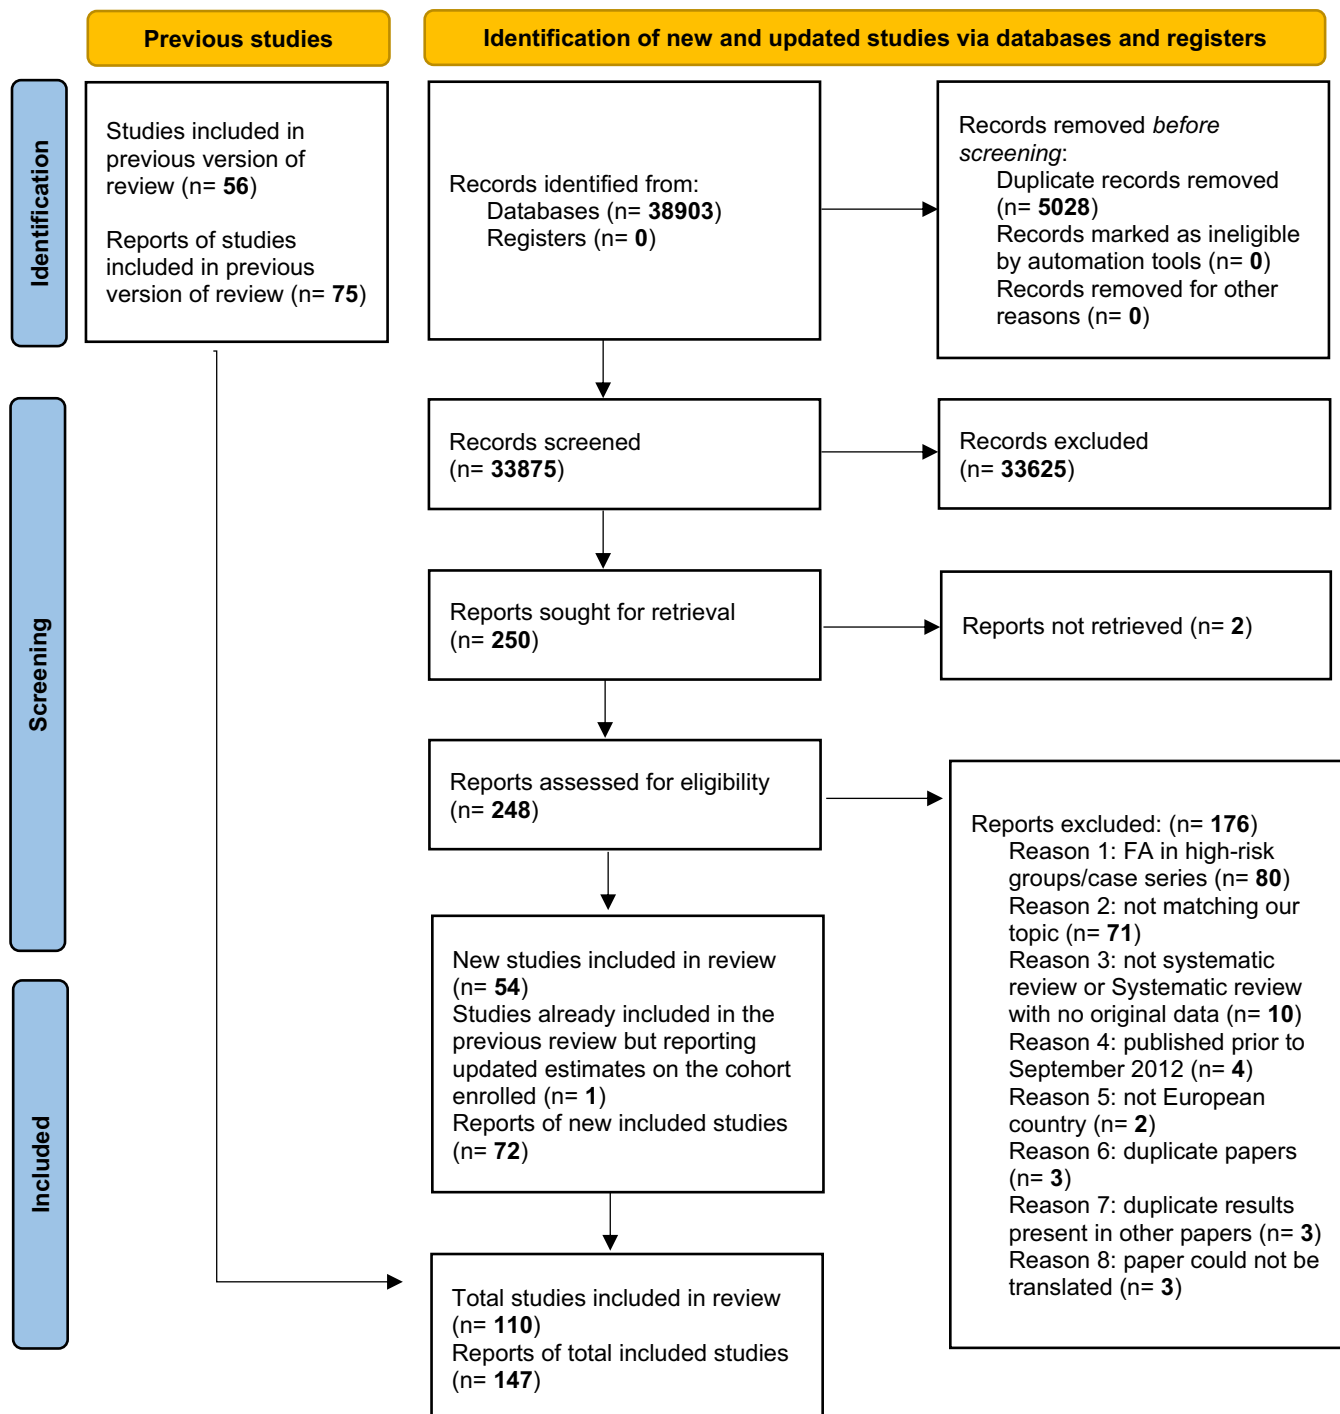 Previous studies
Identification of new and updated studies via databases and registers
Identification
Studies included in
previous version of
review (n= 56)
Reports of studies
included in previous
version of review (n= 75)
Records identified from:
Databases (n= 38903)
Registers (n= 0)
Records removed before
screening:
Duplicate records removed
(n= 5028)
Records marked as ineligible
by automation tools (n= 0)
Records removed for other
reasons (n= 0)
Screening
Records screened
(n= 33875)
Records excluded
(n= 33625)
Reports sought for retrieval
(n= 250)
Reports not retrieved (n= 2)
Reports assessed for eligibility
(n= 248)
Reports excluded: (n= 176)
Reason 1: FA in high-risk
groups/case series (n= 80)
Reason 2: not matching our
topic (n= 71)
Reason 3: not systematic
review or Systematic review
with no original data (n= 10)
Reason 4: published prior to
September 2012 (n= 4)
Reason 5: not European
country (n= 2)
Reason 6: duplicate papers
(n= 3)
Reason 7: duplicate results
present in other papers (n= 3)
Reason 8: paper could not be
translated (n= 3)
Included
New studies included in review
(n= 54)
Studies already included in the
previous review but reporting
updated estimates on the cohort
enrolled (n= 1)
Reports of new included studies
(n= 72)
Total studies included in review
(n= 110)
Reports of total included studies
(n= 147)